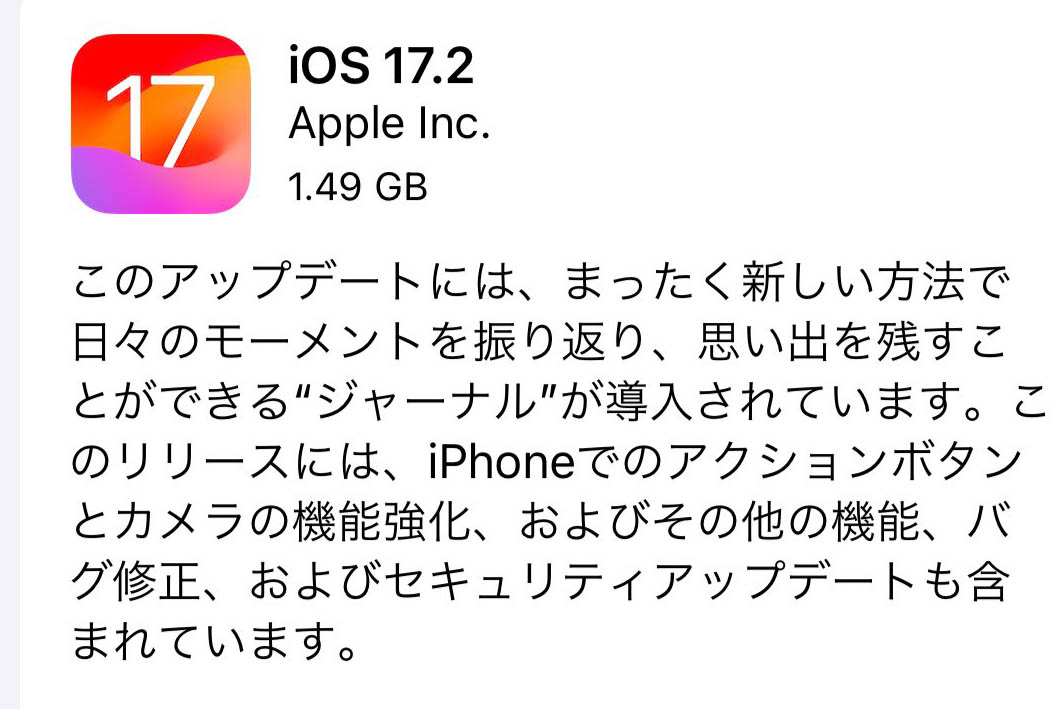 17
iOS 17.2
Apple Inc.
1.49 GB
このアップデートには、まったく新しい方法で
日々のモーメントを振り返り、思い出を残すこ
とができる“ジャーナル”が導入されています。こ
のリリースには、iPhoneでのアクションボタン
とカメラの機能強化、およびその他の機能、バ
グ修正、およびセキュリティアップデートも含
まれています。